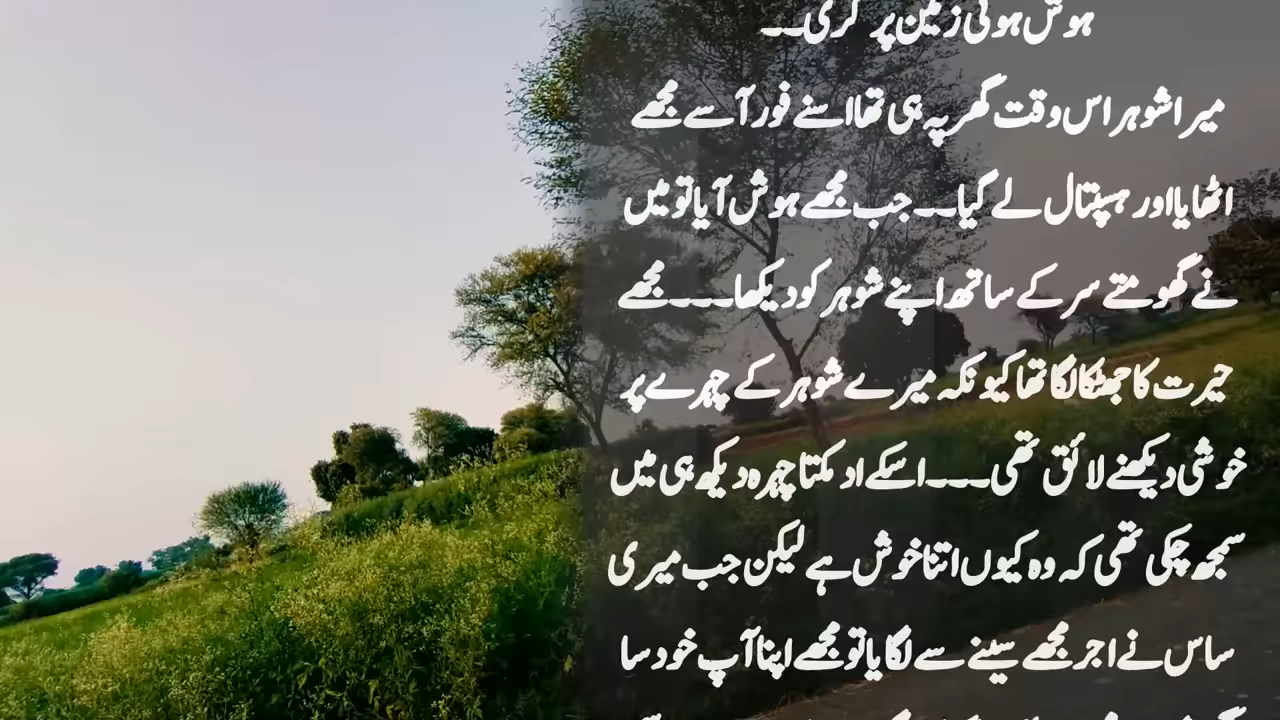 ہوش ہوئی زمین پر گری۔۔
میرا شوہر اس وقت گھر پہ ہی تھا اسنے فور آسے مجھے
اٹھایا اور ہسپتال لے گیا۔۔ جب مجھے ہوش آیا تو میں
نے گھومتے سر کے ساتھ اپنے شوہر کو دیکھا۔۔۔ مجھے
حیرت کا جھٹکا لگا تھا کیونکہ میرے شوہر کے چہرے پر
خوشی دیکھنے لائق تھی۔۔۔ اسکے اد مکتا چہرہ دیکھ ہی میں
سمجھ چکی تھی کہ وہ کیوں اتنا خوش ہے لیکن جب میری
ساس نے اجر مجھے سینے سے لگایا تو مجھے اپنا آپ خود سا